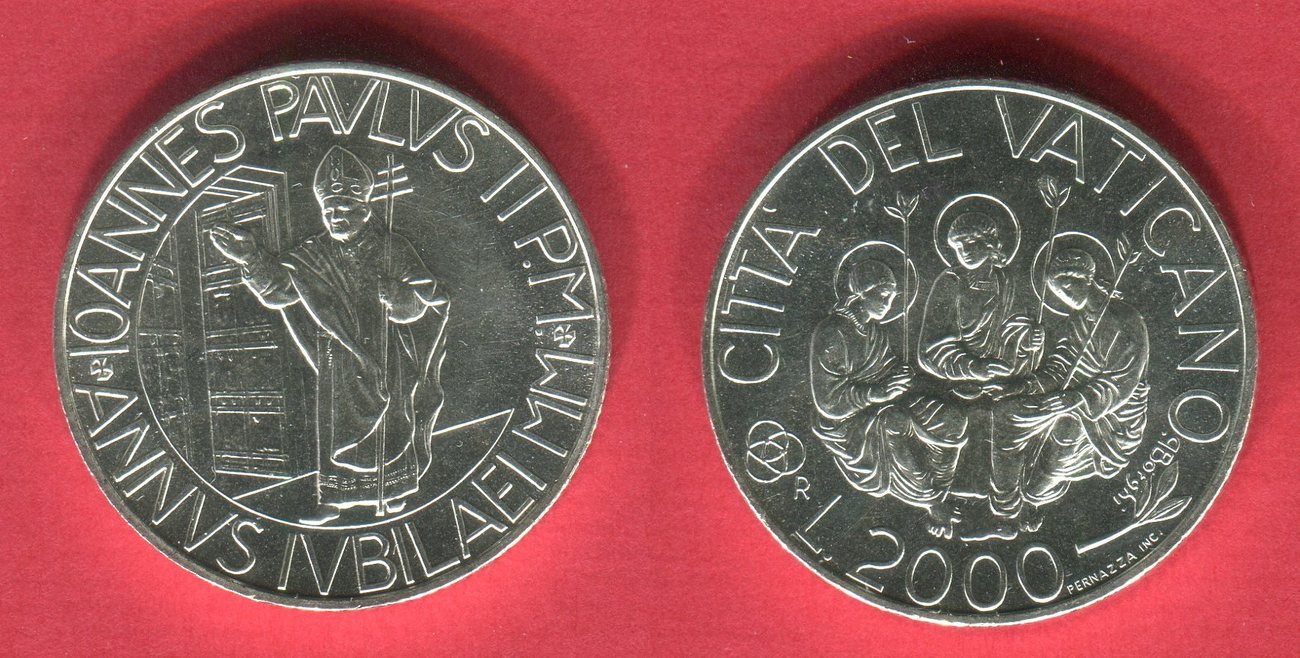 IOANNES PAVLVS II P.M.
ANNVS IVBILAEI MM
CITTA' DEL VATICANO
R
L. 2000
PERNAZZA INC.